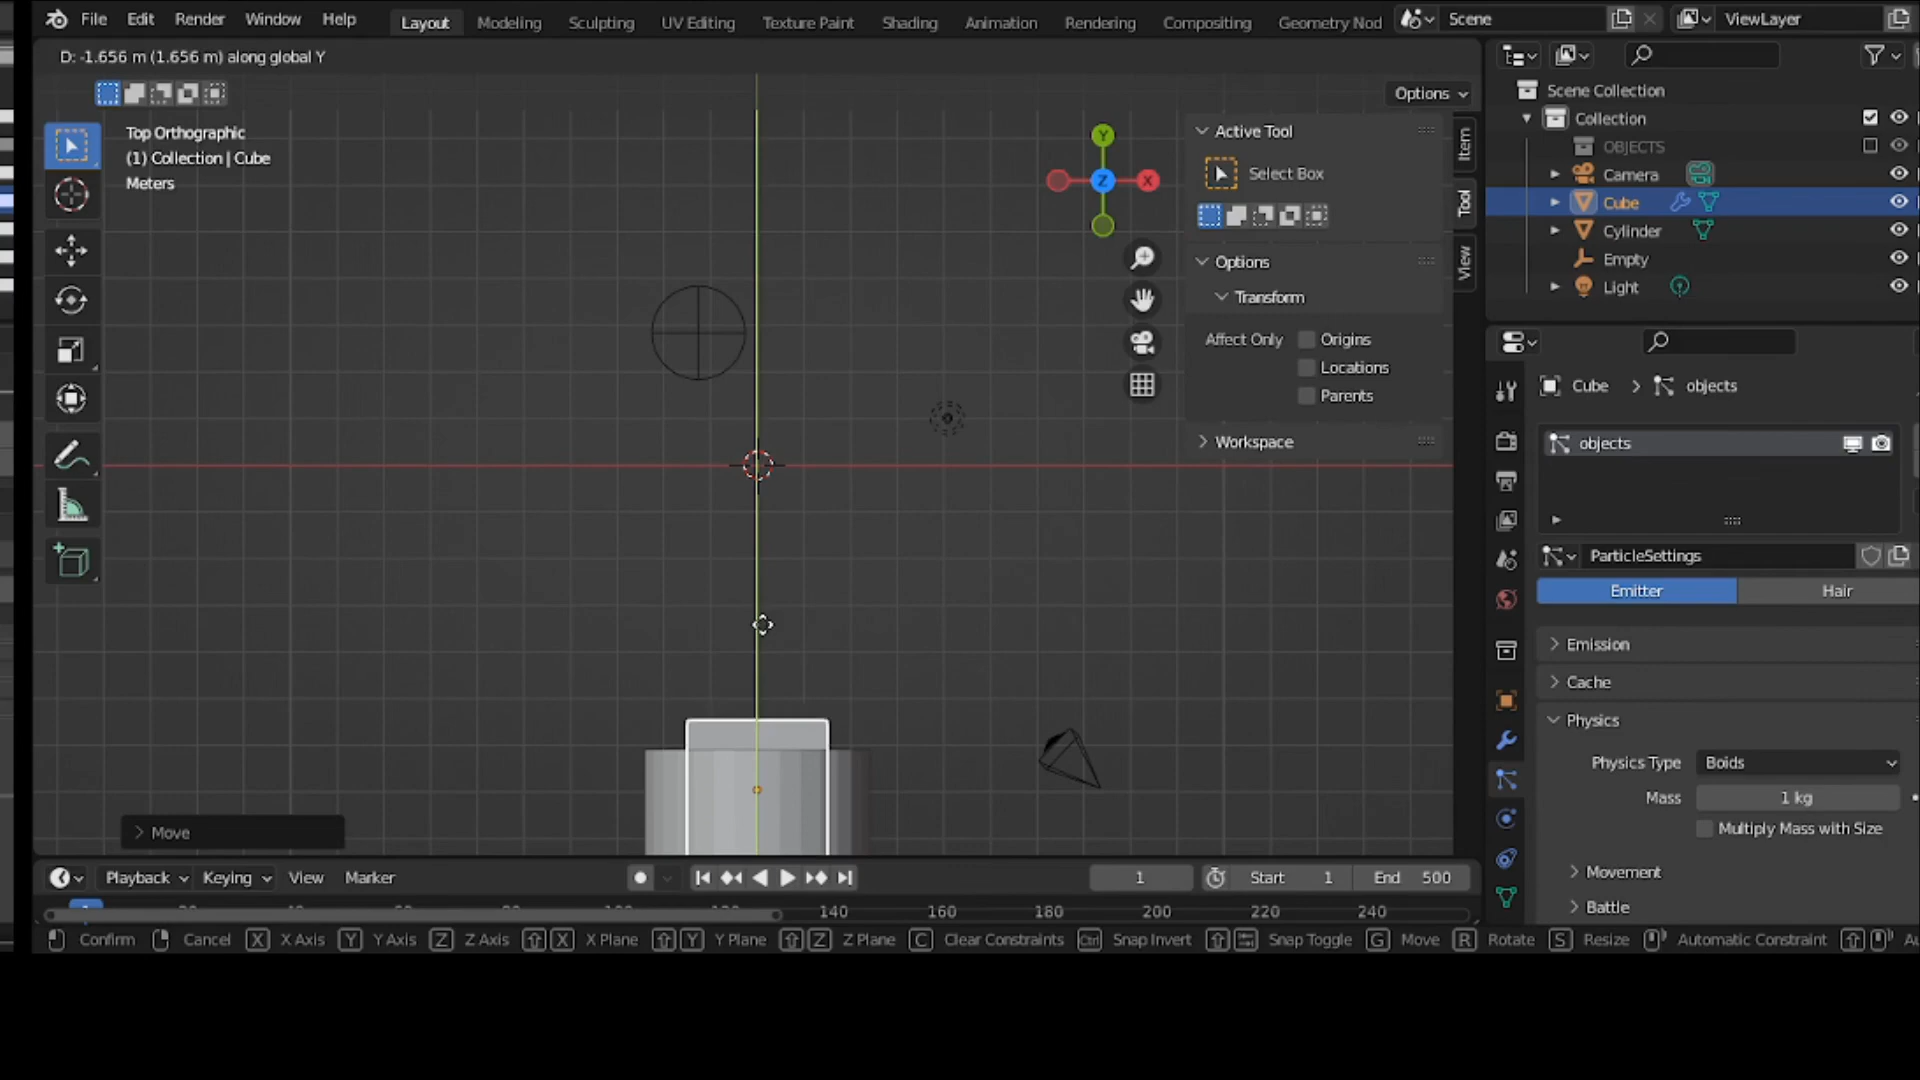 File Edit Render Window Help Layout Modeling Sculpting UV Editing Texture Paint Shading Animation Rendering Compositing Geometry Nod Scene ViewLayer
D: -1.656 m (1.656 m) along global Y
Options
Top Orthographic
(1) Collection | Cube
Meters
Y
Z
X
Active Tool
Select Box
Options
Transform
Affect Only Origins
Locations
Parents
Workspace
Item
Tool
View
Scene Collection
Collection
OBJECTS
Camera
Cube
Cylinder
Empty
Light
Cube > objects
objects
ParticleSettings
Emitter Hair
Emission
Cache
Physics
Physics Type Boids
Mass 1 kg
Multiply Mass with Size
Movement
Battle
Move
Playback Keying View Marker 1 Start 1 End 500
140 160 180 200 220 240
Confirm Cancel X X Axis Y Y Axis Z Z Axis X X Plane Y Y Plane Z Z Plane C Clear Constraints Ctrl Snap Invert Snap Toggle G Move R Rotate S Resize Automatic Constraint